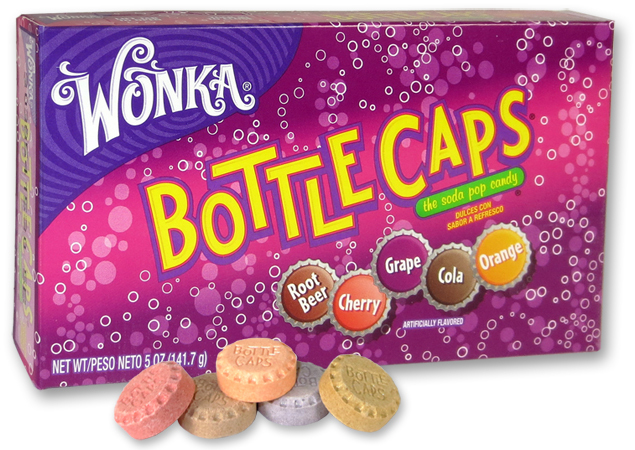 WONKA®
BOTTLE CAPS
the soda pop candy
DULCES CON
SABOR A REFRESCO
Root
Beer
Cherry
Grape
Cola
Orange
ARTIFICIALLY FLAVORED
NET WT/PESO NETO 5 OZ (141.7 g)
BOTTLE
CAPS
BOTTLE
CAPS